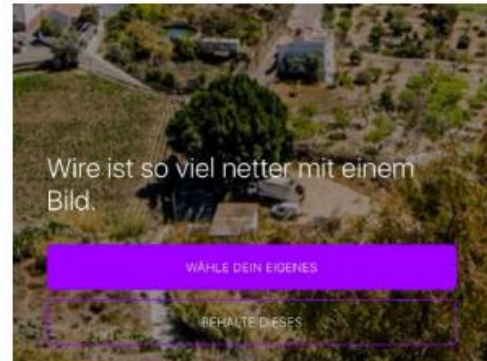 Wire ist so viel netter mit einem
Bild.
WÄHLE DEIN EIGENES
BEHALTE DIESES